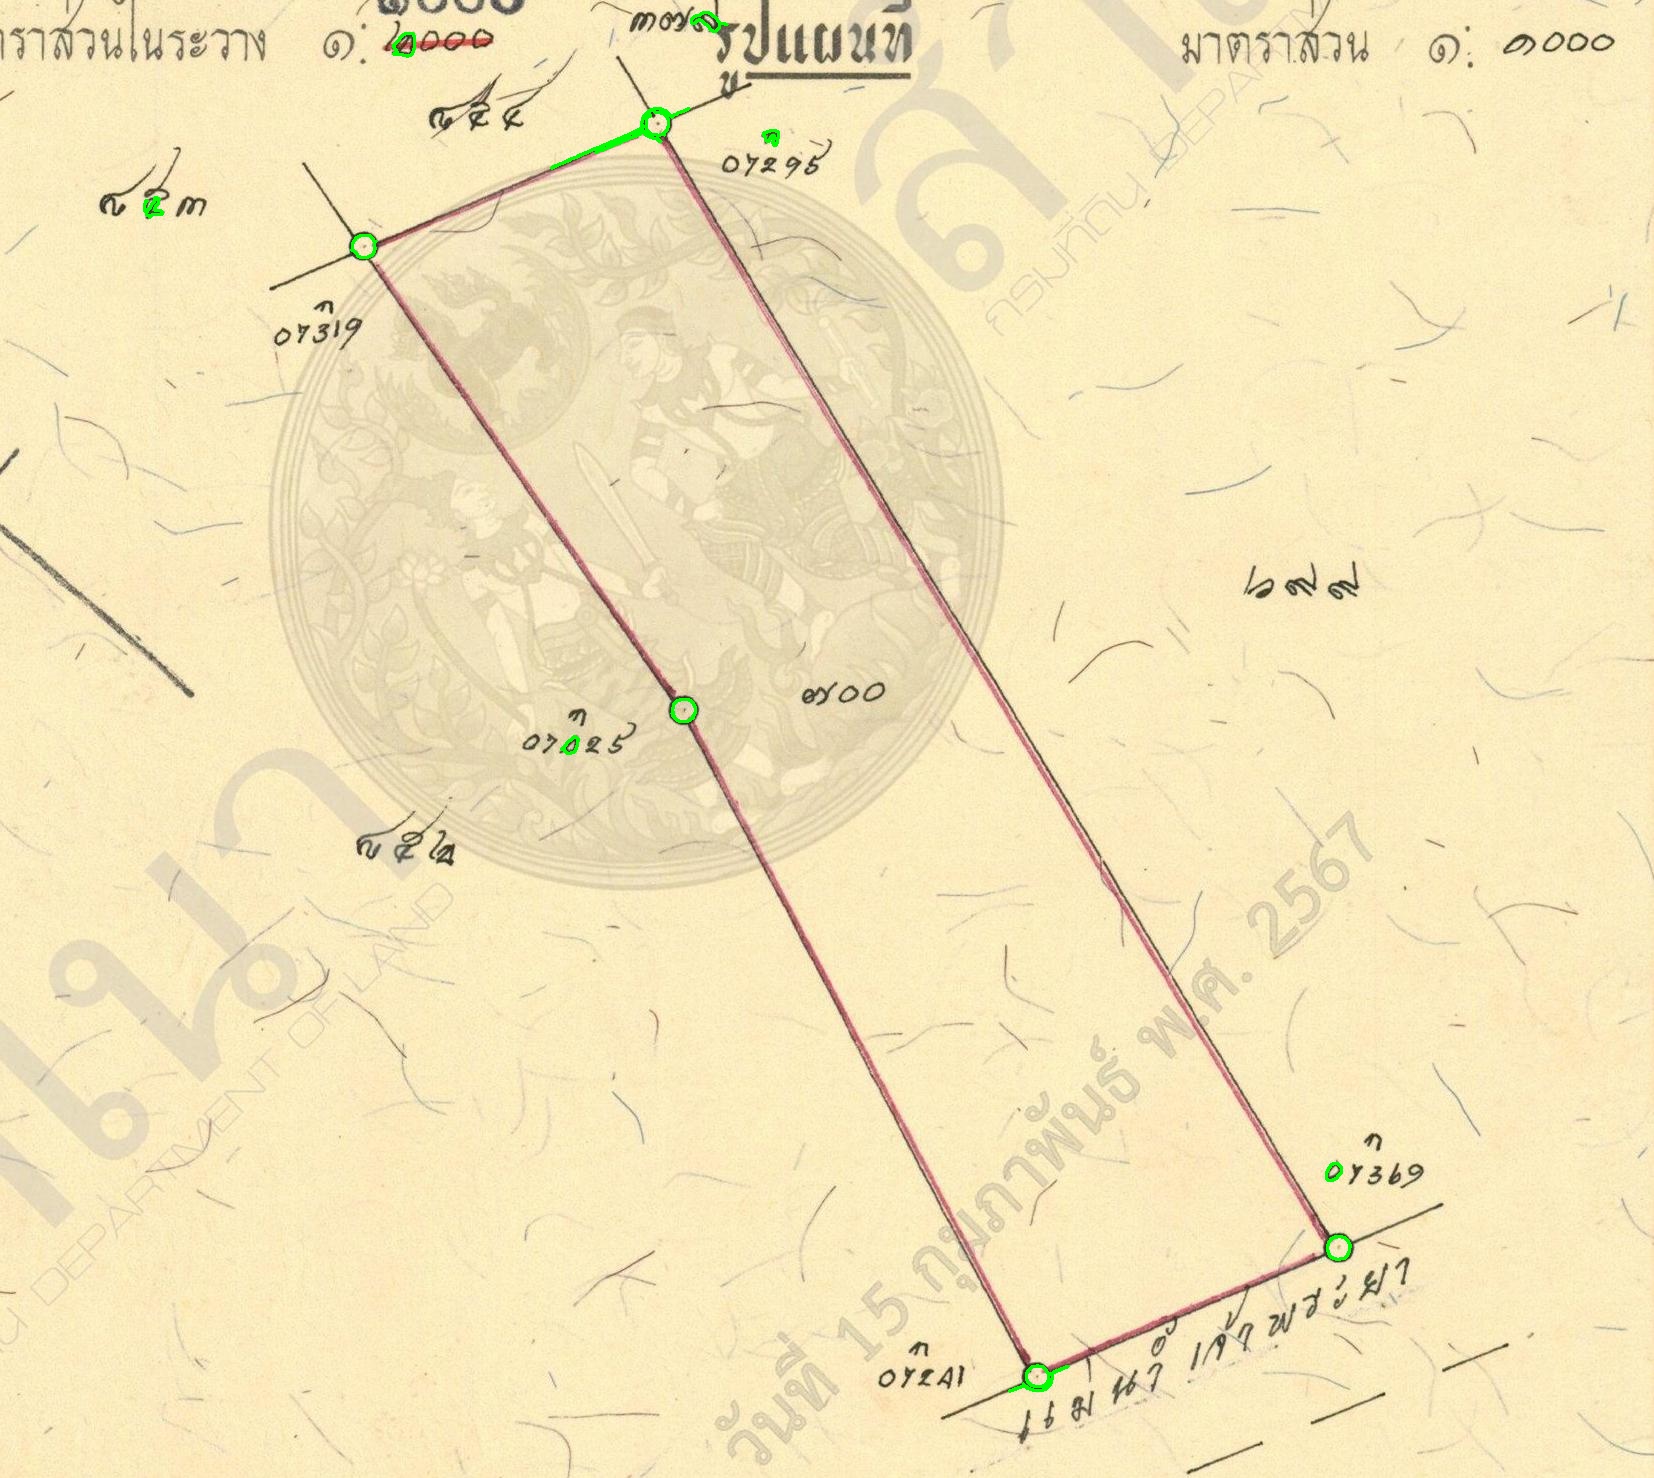 ๑๐๐๐
มาตราส่วนในระวาง ๑: ๒๐๐๐
รูปแผนที่
มาตราส่วน ๑: ๑๐๐๐
๘๕๔
๘๕๓
ก
07295
ก
07319
๖๙๙
๗๐๐
ก
07025
๘๕๒
ก
07369
ก
07241
แม่น้ำเจ้าพระยา
วันที่ 15 กุมภาพันธ์ พ.ศ. 2567
กรมที่ดิน DEPARTMENT OF LAND